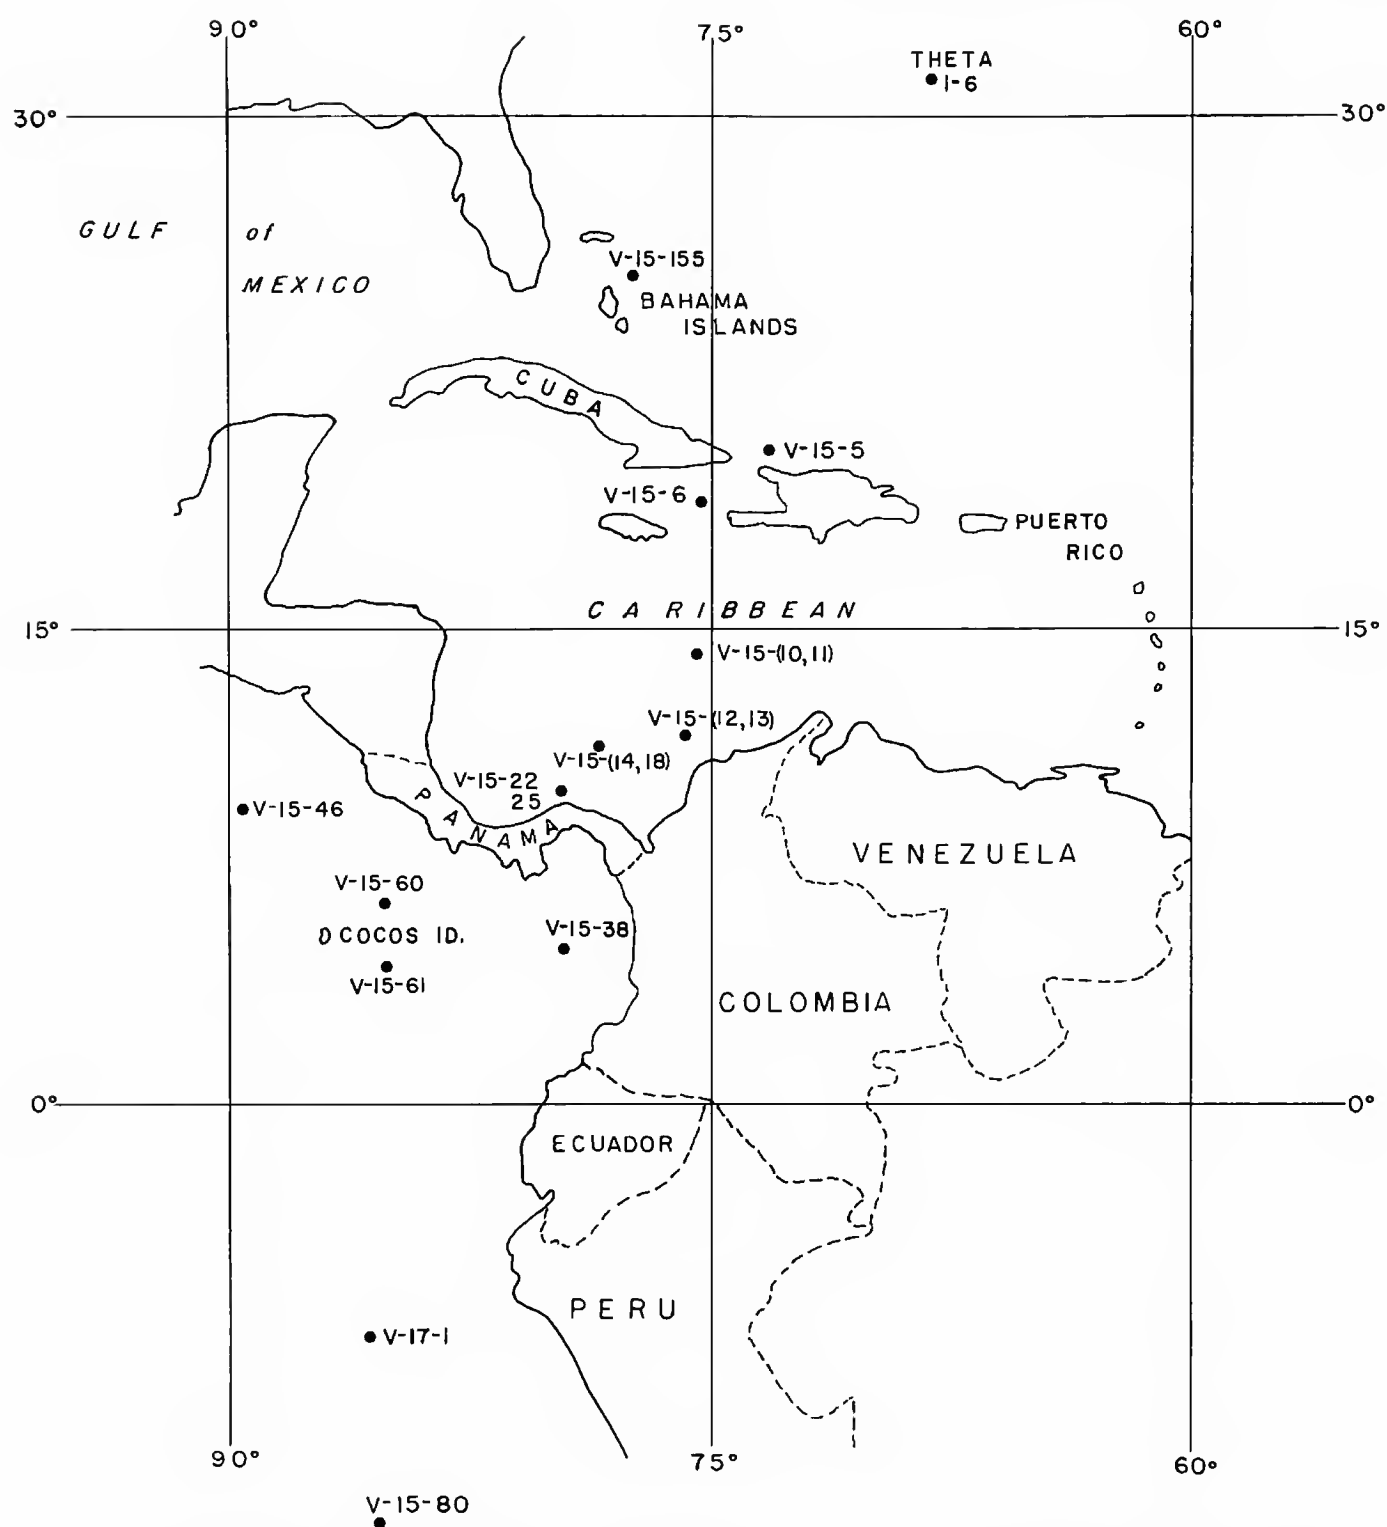 90°
75°
60°
THETA
1-6
30°
30°
GULF of
MEXICO
V-15-155
BAHAMA
ISLANDS
CUBA
V-15-5
V-15-6
PUERTO
RICO
CARIBBEAN
15°
15°
V-15-(10,11)
V-15-(12,13)
V-15-(14,18)
V-15-22
25
V-15-46
PANAMA
VENEZUELA
V-15-60
COCOS ID.
V-15-38
V-15-61
COLOMBIA
0°
0°
ECUADOR
PERU
V-17-1
90°
75°
60°
V-15-80